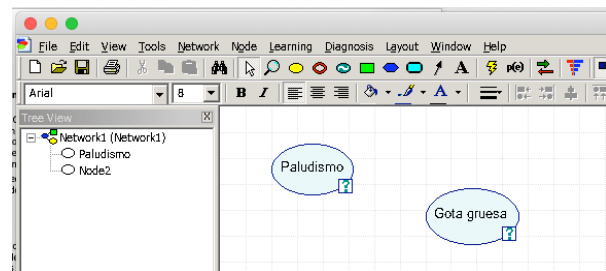 File Edit View Tools Network Node Learning Diagnosis Layout Window Help
A p(e)
Arial 8 B I A
Tree View X
Network1 (Network1)
Paludismo
Node2
Paludismo
?
Gota gruesa
?